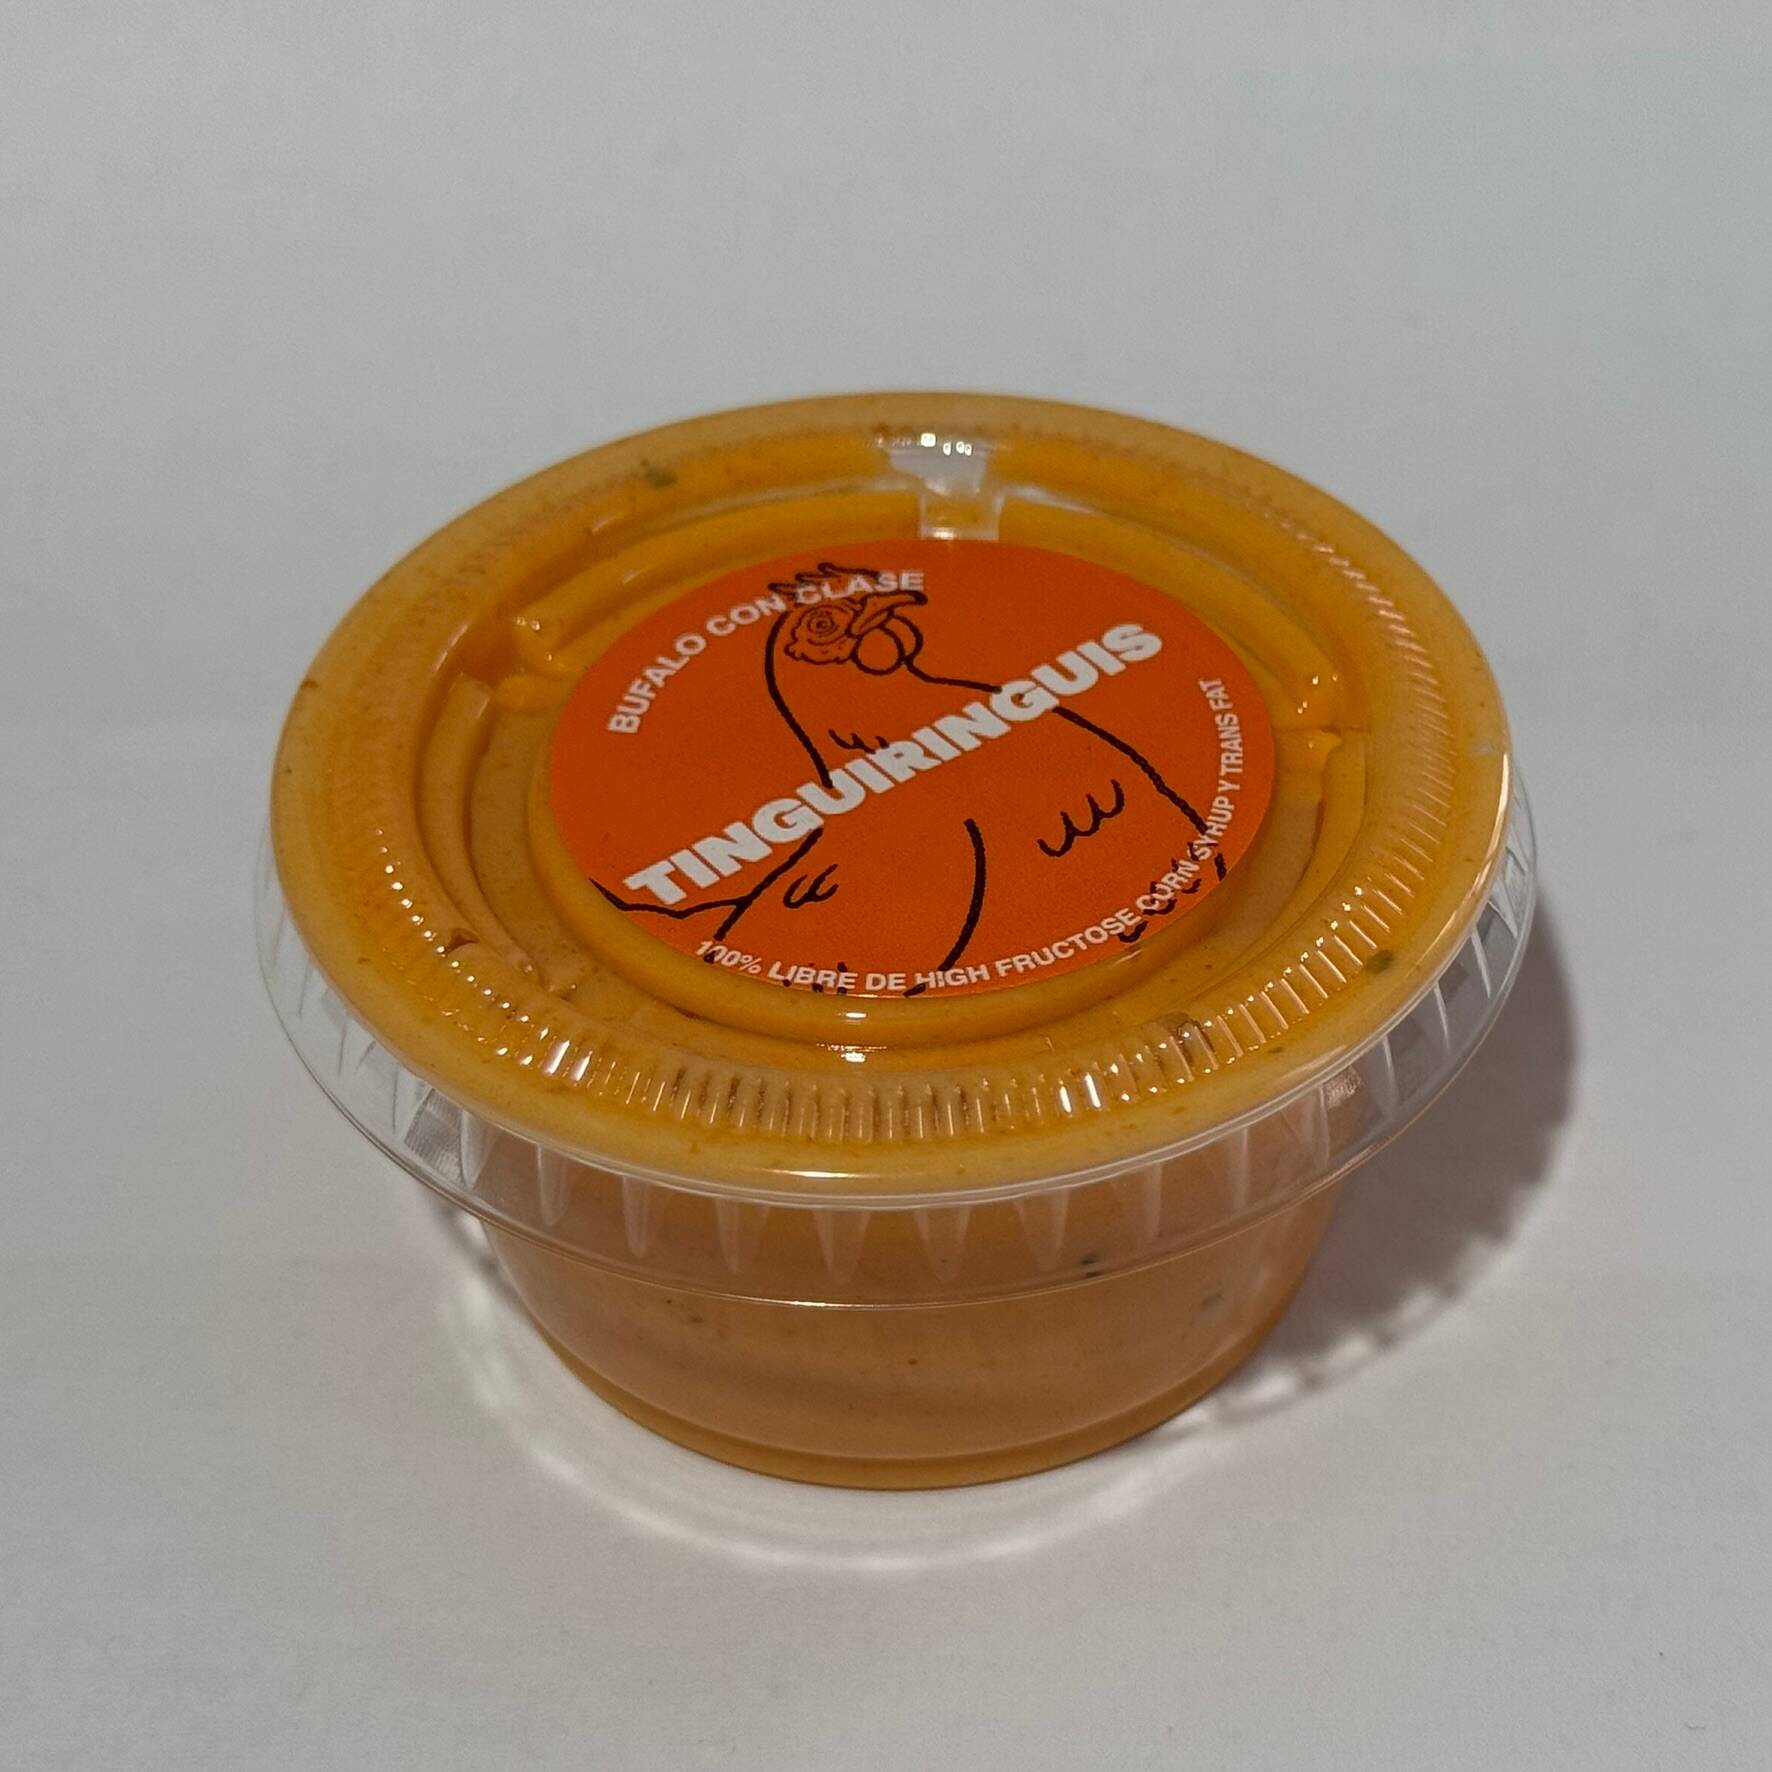 BUFALO CON CLASE
TINGUIRINGUIS
100% LIBRE DE HIGH FRUCTOSE CORN SYRUP Y TRANS FAT